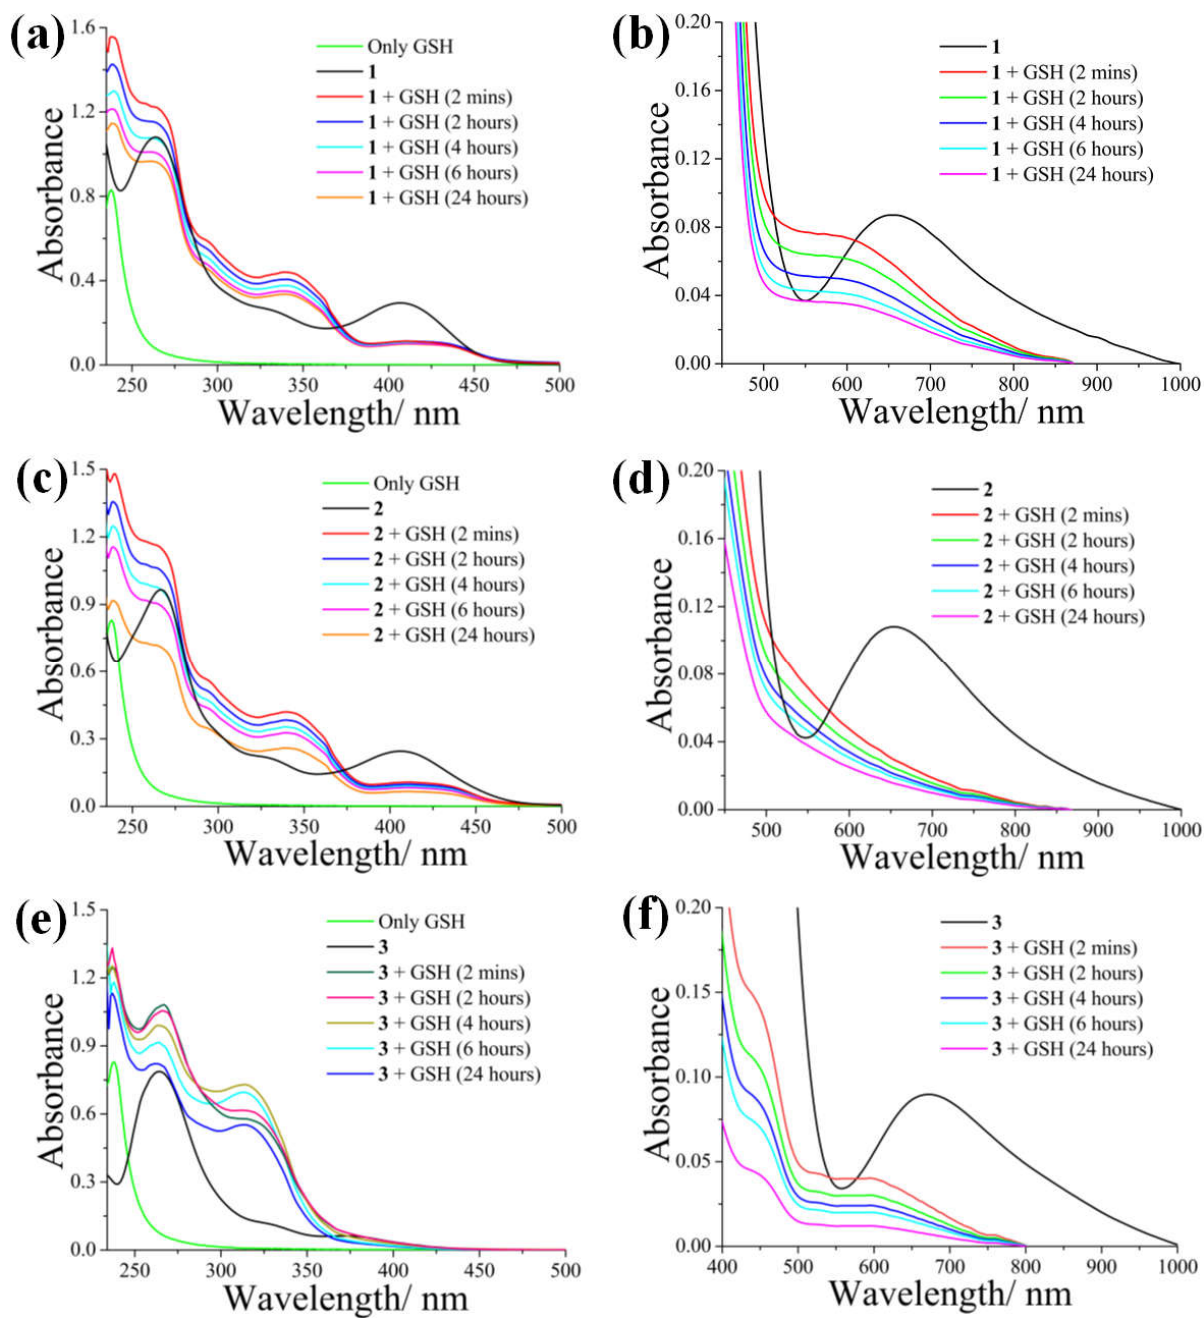 (a)
1.6
1.2
0.8
0.4
0.0
Absorbance
Only GSH
1
1 + GSH (2 mins)
1 + GSH (2 hours)
1 + GSH (4 hours)
1 + GSH (6 hours)
1 + GSH (24 hours)
250 300 350 400 450 500
Wavelength/ nm
(b)
0.20
0.16
0.12
0.08
0.04
0.00
Absorbance
1
1 + GSH (2 mins)
1 + GSH (2 hours)
1 + GSH (4 hours)
1 + GSH (6 hours)
1 + GSH (24 hours)
500 600 700 800 900 1000
Wavelength/ nm
(c)
1.5
1.2
0.9
0.6
0.3
0.0
Absorbance
Only GSH
2
2 + GSH (2 mins)
2 + GSH (2 hours)
2 + GSH (4 hours)
2 + GSH (6 hours)
2 + GSH (24 hours)
250 300 350 400 450 500
Wavelength/ nm
(d)
0.20
0.16
0.12
0.08
0.04
0.00
Absorbance
2
2 + GSH (2 mins)
2 + GSH (2 hours)
2 + GSH (4 hours)
2 + GSH (6 hours)
2 + GSH (24 hours)
500 600 700 800 900 1000
Wavelength/ nm
(e)
1.5
1.2
0.9
0.6
0.3
0.0
Absorbance
Only GSH
3
3 + GSH (2 mins)
3 + GSH (2 hours)
3 + GSH (4 hours)
3 + GSH (6 hours)
3 + GSH (24 hours)
250 300 350 400 450 500
Wavelength/ nm
(f)
0.20
0.15
0.10
0.05
0.00
Absorbance
3
3 + GSH (2 mins)
3 + GSH (2 hours)
3 + GSH (4 hours)
3 + GSH (6 hours)
3 + GSH (24 hours)
400 500 600 700 800 900 1000
Wavelength/ nm